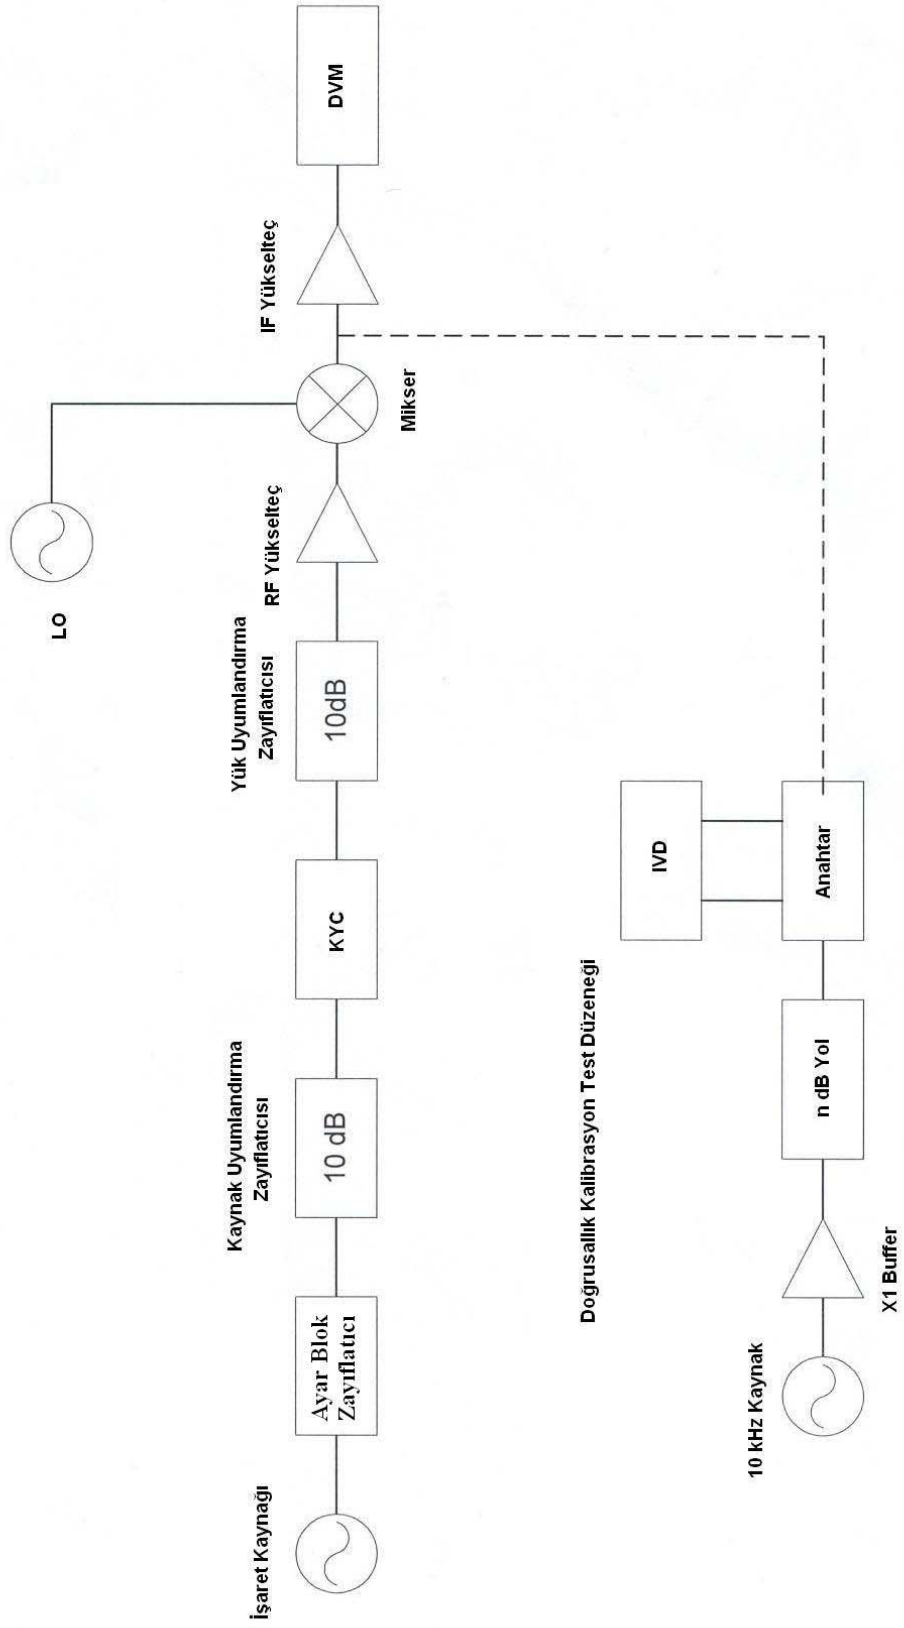 LO
İşaret Kaynağı
Ayar Blok
Zayıflatıcı
Kaynak Uyumlandırma
Zayıflatıcısı
10 dB
KYC
Yük Uyumlandırma
Zayıflatıcısı
10dB
RF Yükselteç
Mikser
IF Yükselteç
DVM
Doğrusallık Kalibrasyon Test Düzeneği
10 kHz Kaynak
X1 Buffer
n dB Yol
Anahtar
IVD